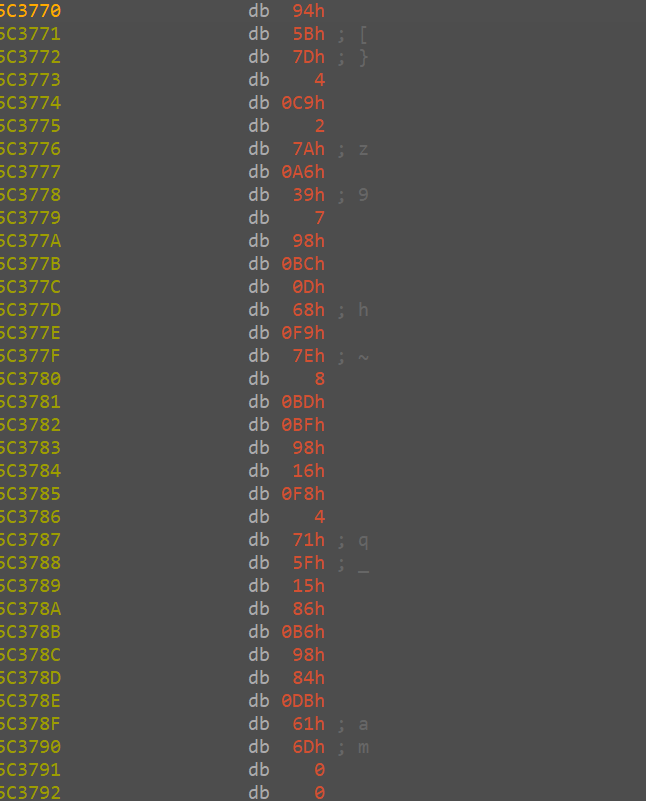 5C3770 db 94h
5C3771 db 5Bh ; [
5C3772 db 7Dh ; }
5C3773 db 4
5C3774 db 0C9h
5C3775 db 2
5C3776 db 7Ah ; z
5C3777 db 0A6h
5C3778 db 39h ; 9
5C3779 db 7
5C377A db 98h
5C377B db 0BCh
5C377C db 0Dh
5C377D db 68h ; h
5C377E db 0F9h
5C377F db 7Eh ; ~
5C3780 db 8
5C3781 db 0BDh
5C3782 db 0BFh
5C3783 db 98h
5C3784 db 16h
5C3785 db 0F8h
5C3786 db 4
5C3787 db 71h ; q
5C3788 db 5Fh ; _
5C3789 db 15h
5C378A db 86h
5C378B db 0B6h
5C378C db 98h
5C378D db 84h
5C378E db 0DBh
5C378F db 61h ; a
5C3790 db 6Dh ; m
5C3791 db 0
5C3792 db 0